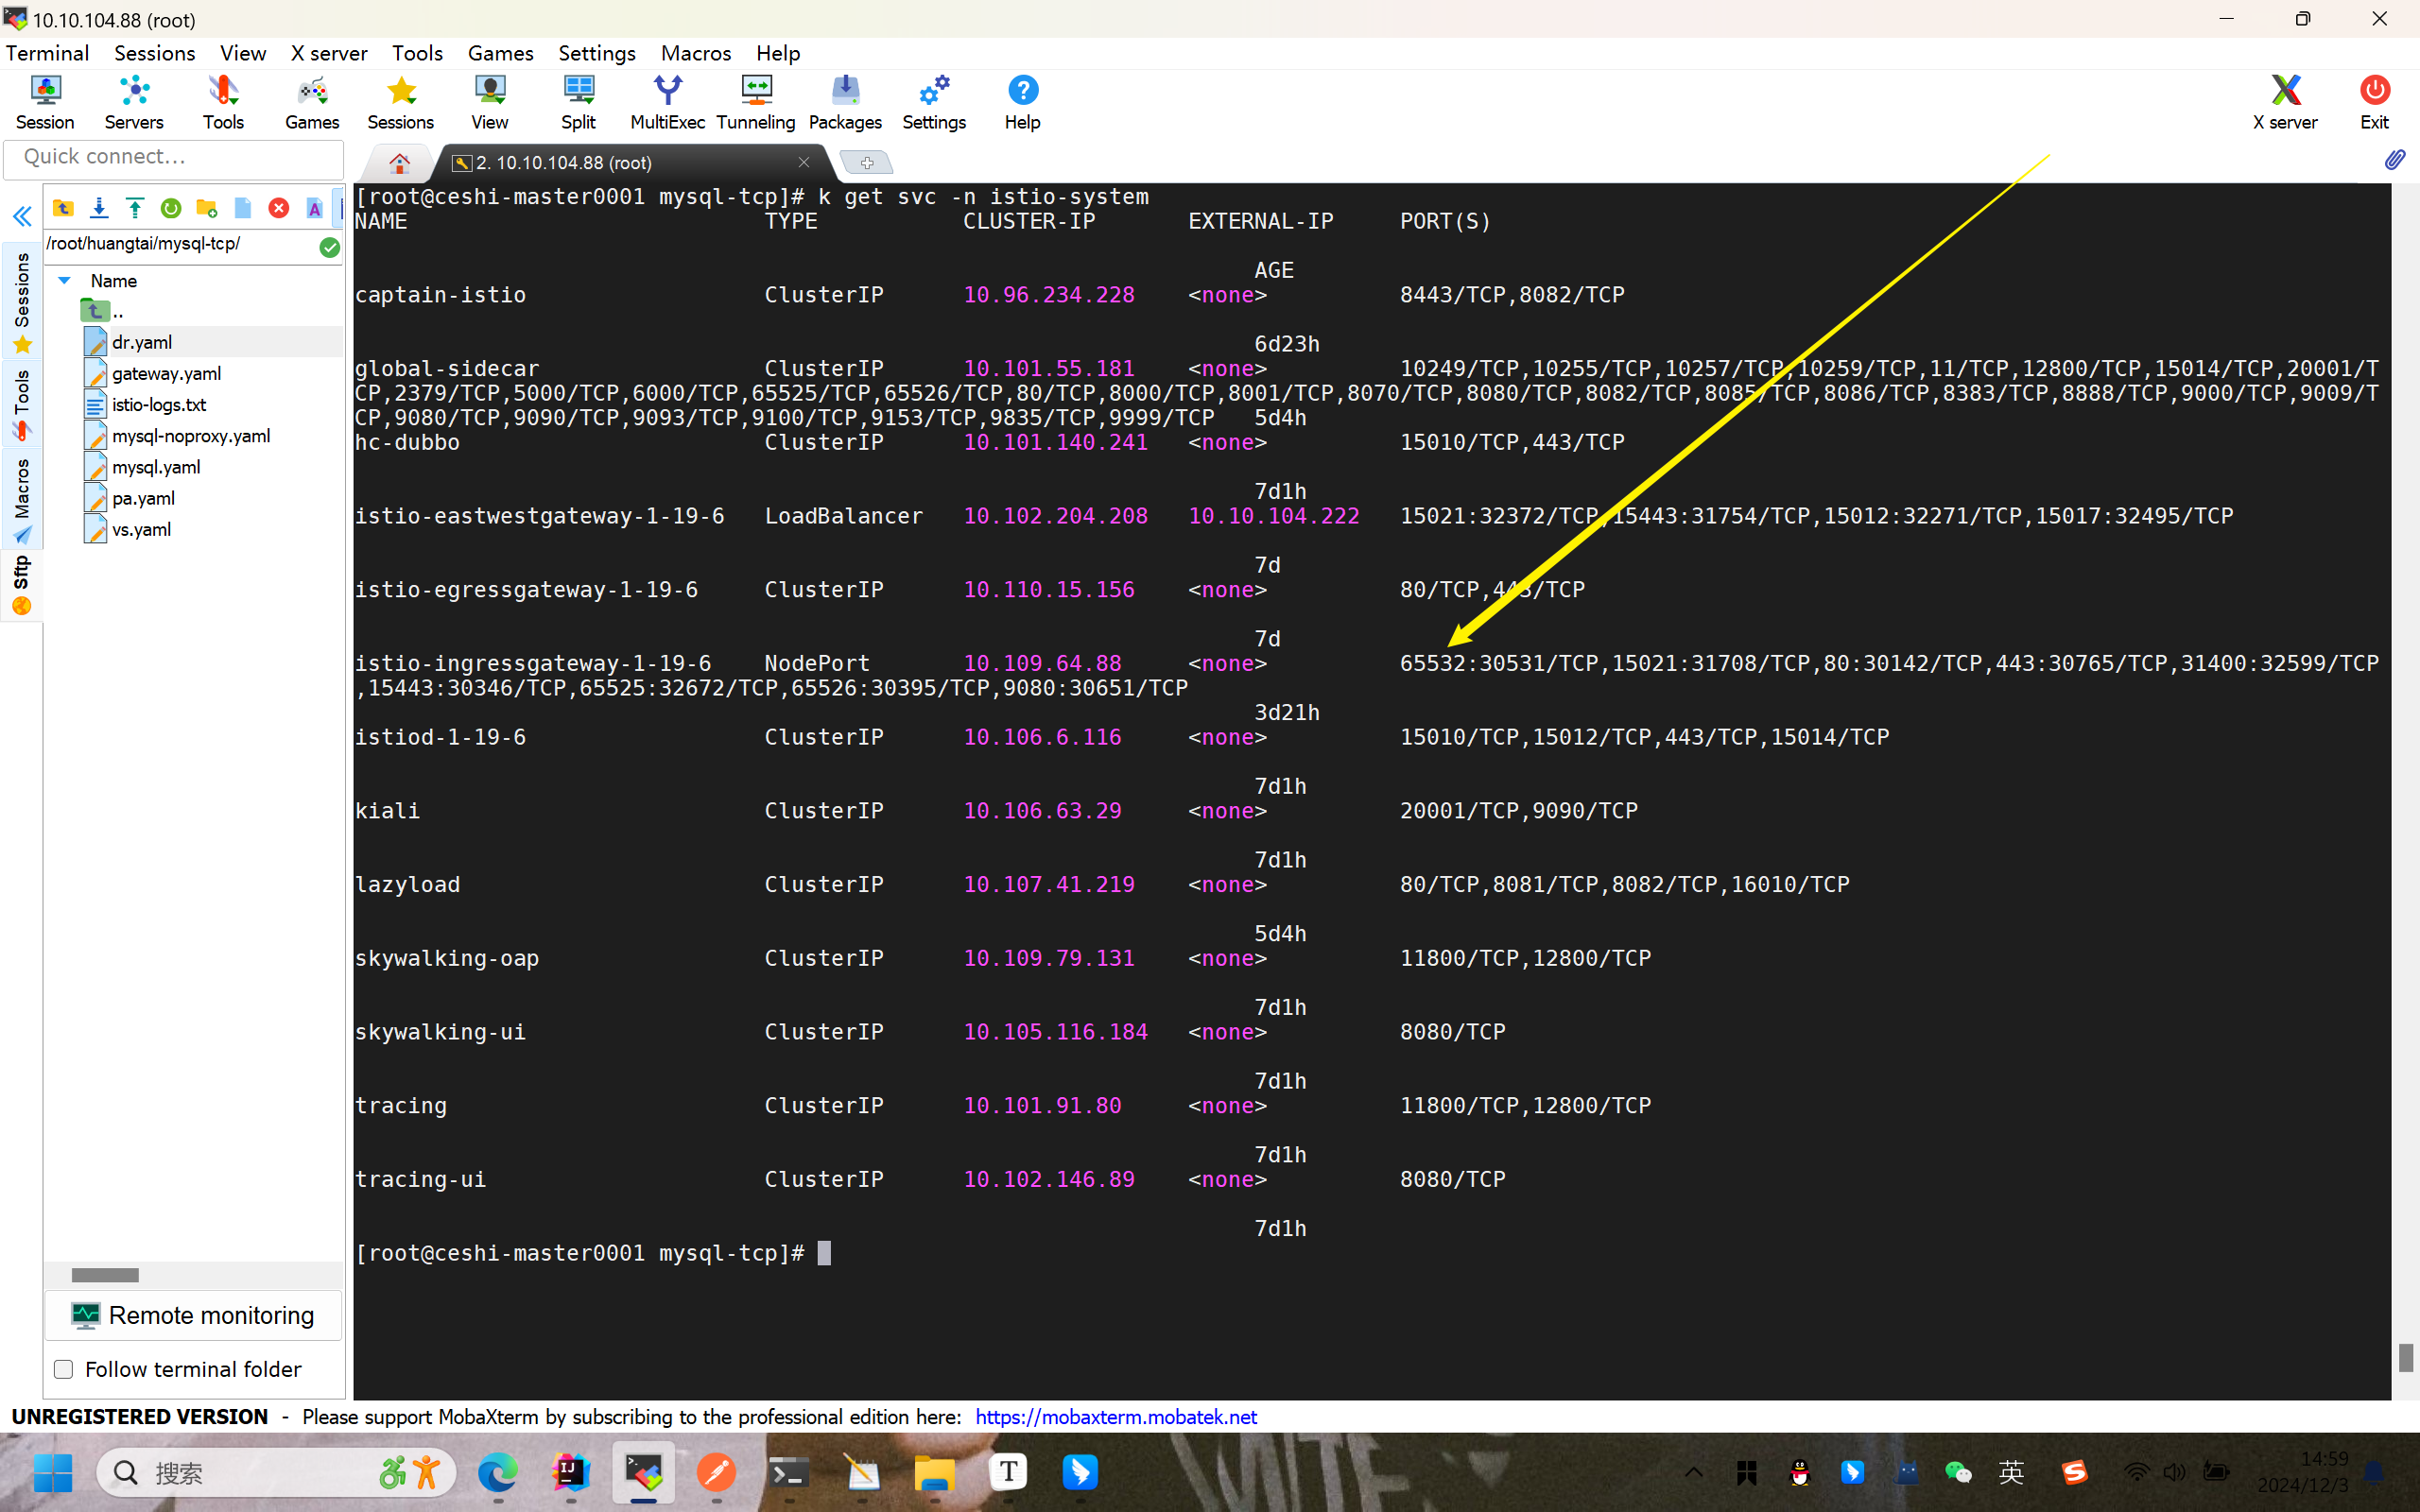 10.10.104.88 (root)
Terminal Sessions View X server Tools Games Settings Macros Help
Session Servers Tools Games Sessions View Split MultiExec Tunneling Packages Settings Help X server Exit
Quick connect...
2. 10.10.104.88 (root)
/root/huangtai/mysql-tcp/
Name
..
dr.yaml
gateway.yaml
istio-logs.txt
mysql-noproxy.yaml
mysql.yaml
pa.yaml
vs.yaml
Sessions
Tools
Macros
Sftp
[root@ceshi-master0001 mysql-tcp]# k get svc -n istio-system
NAME TYPE CLUSTER-IP EXTERNAL-IP PORT(S)
AGE
captain-istio ClusterIP 10.96.234.228 <none> 8443/TCP,8082/TCP
6d23h
global-sidecar ClusterIP 10.101.55.181 <none> 10249/TCP,10255/TCP,10257/TCP,10259/TCP,11/TCP,12800/TCP,15014/TCP,20001/T
CP,2379/TCP,5000/TCP,6000/TCP,65525/TCP,65526/TCP,80/TCP,8000/TCP,8001/TCP,8070/TCP,8080/TCP,8082/TCP,8085/TCP,8086/TCP,8383/TCP,8888/TCP,9000/TCP,9009/T
CP,9080/TCP,9090/TCP,9093/TCP,9100/TCP,9153/TCP,9835/TCP,9999/TCP 5d4h
hc-dubbo ClusterIP 10.101.140.241 <none> 15010/TCP,443/TCP
7d1h
istio-eastwestgateway-1-19-6 LoadBalancer 10.102.204.208 10.10.104.222 15021:32372/TCP,15443:31754/TCP,15012:32271/TCP,15017:32495/TCP
7d
istio-egressgateway-1-19-6 ClusterIP 10.110.15.156 <none> 80/TCP,443/TCP
7d
istio-ingressgateway-1-19-6 NodePort 10.109.64.88 <none> 65532:30531/TCP,15021:31708/TCP,80:30142/TCP,443:30765/TCP,31400:32599/TCP
,15443:30346/TCP,65525:32672/TCP,65526:30395/TCP,9080:30651/TCP
3d21h
istiod-1-19-6 ClusterIP 10.106.6.116 <none> 15010/TCP,15012/TCP,443/TCP,15014/TCP
7d1h
kiali ClusterIP 10.106.63.29 <none> 20001/TCP,9090/TCP
7d1h
lazyload ClusterIP 10.107.41.219 <none> 80/TCP,8081/TCP,8082/TCP,16010/TCP
5d4h
skywalking-oap ClusterIP 10.109.79.131 <none> 11800/TCP,12800/TCP
7d1h
skywalking-ui ClusterIP 10.105.116.184 <none> 8080/TCP
7d1h
tracing ClusterIP 10.101.91.80 <none> 11800/TCP,12800/TCP
7d1h
tracing-ui ClusterIP 10.102.146.89 <none> 8080/TCP
7d1h
[root@ceshi-master0001 mysql-tcp]#
Remote monitoring
Follow terminal folder
UNREGISTERED VERSION - Please support MobaXterm by subscribing to the professional edition here: https://mobaxterm.mobatek.net
搜索
英
14:59
2024/12/3